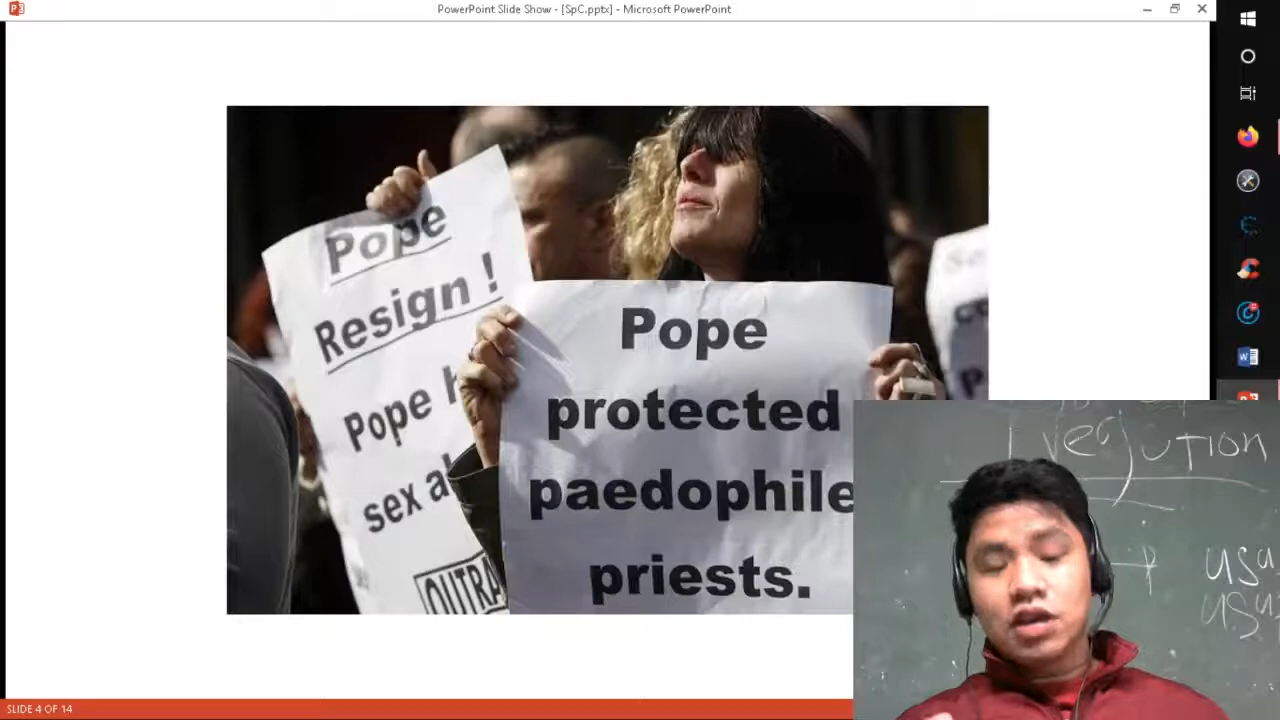 PowerPoint Slide Show - [SpC.pptx] - Microsoft PowerPoint
Pope
Resign !
Pope
sex
OUTRA
Pope
protected
paedophile
priests.
SLIDE 4 OF 14